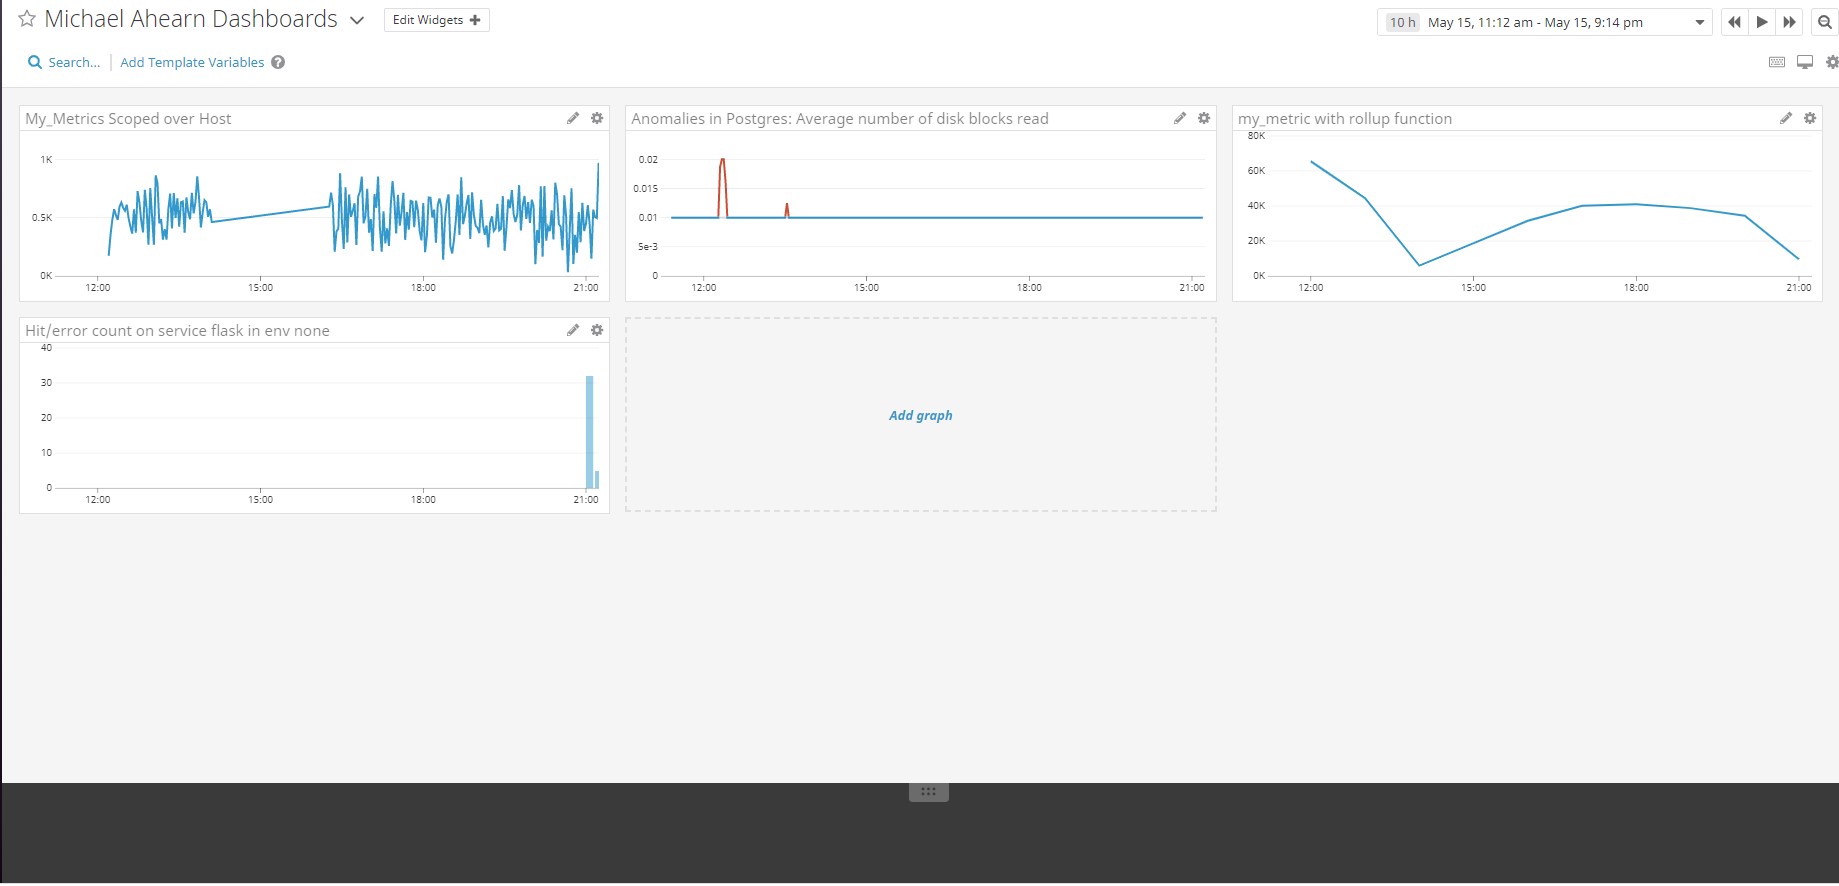 Michael Ahearn Dashboards
Edit Widgets
10 h May 15, 11:12 am - May 15, 9:14 pm
Search...
Add Template Variables ?
My_Metrics Scoped over Host
1K
0.5K
0K
12:00 15:00 18:00 21:00
Anomalies in Postgres: Average number of disk blocks read
0.02
0.015
0.01
5e-3
0
12:00 15:00 18:00 21:00
my_metric with rollup function
80K
60K
40K
20K
0K
12:00 15:00 18:00 21:00
Hit/error count on service flask in env none
40
30
20
10
0
12:00 15:00 18:00 21:00
Add graph